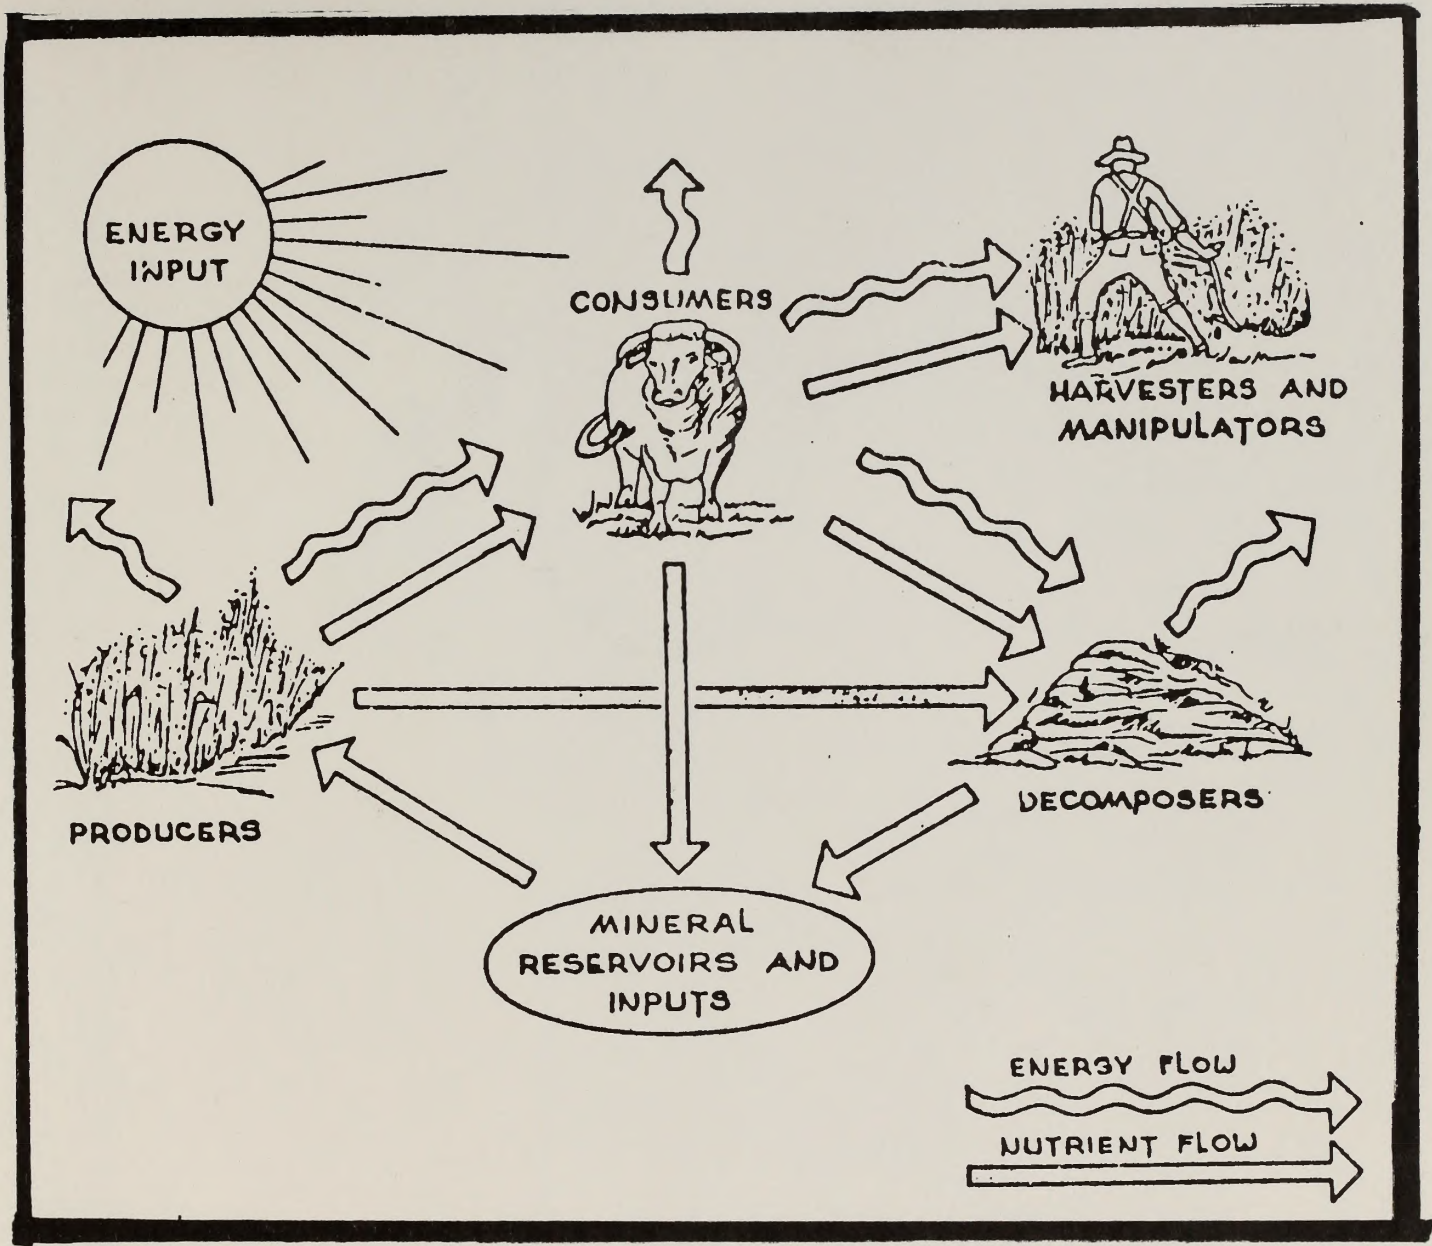 ENERGY
INPUT
CONSUMERS
HARVESTERS AND
MANIPULATORS
PRODUCERS
DECOMPOSERS
MINERAL
RESERVOIRS AND
INPUTS
ENERGY FLOW
NUTRIENT FLOW